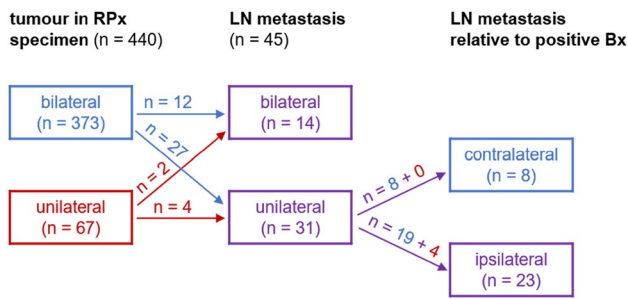 tumour in RPx
specimen (n = 440)
LN metastasis
(n = 45)
LN metastasis
relative to positive Bx
bilateral
(n = 373)
n = 12
bilateral
(n = 14)
n = 27
n = 2
contralateral
(n = 8)
n = 8 + 0
unilateral
(n = 67)
n = 4
unilateral
(n = 31)
n = 19 + 4
ipsilateral
(n = 23)